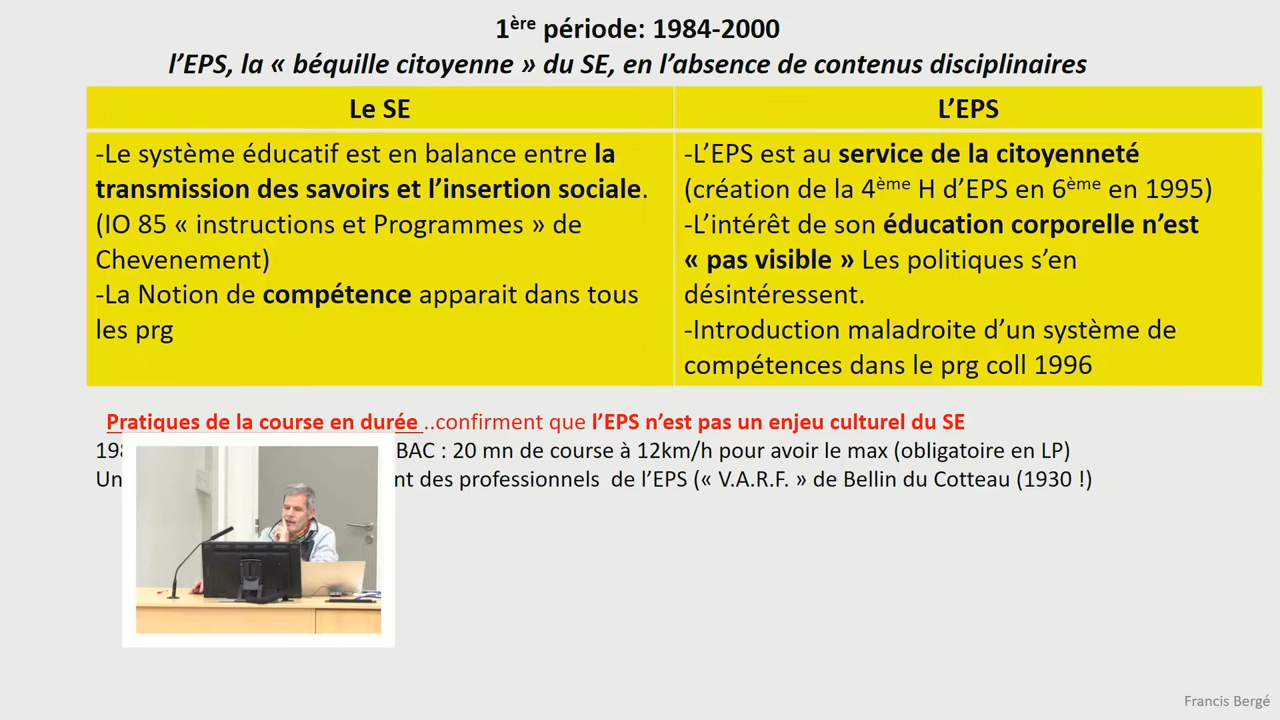 1ère période: 1984-2000
l'EPS, la « béquille citoyenne » du SE, en l'absence de contenus disciplinaires
Le SE
-Le système éducatif est en balance entre la
transmission des savoirs et l'insertion sociale.
(IO 85 « instructions et Programmes » de
Chevenement)
-La Notion de compétence apparait dans tous
les prg
L'EPS
-L'EPS est au service de la citoyenneté
(création de la 4ème H d'EPS en 6ème en 1995)
-L'intérêt de son éducation corporelle n'est
« pas visible » Les politiques s'en
désintéressent.
-Introduction maladroite d'un système de
compétences dans le prg coll 1996
Pratiques de la course en durée ..confirment que l'EPS n'est pas un enjeu culturel du SE
BAC : 20 mn de course à 12km/h pour avoir le max (obligatoire en LP)
des professionnels de l'EPS (« V.A.R.F. » de Bellin du Cotteau (1930 !)
Francis Bergé